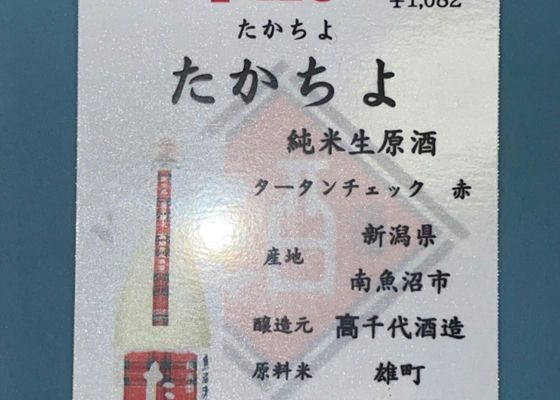 ¥1,082
たかちよ
たかちよ
純米生原酒
タータンチェック 赤
産地 新潟県
南魚沼市
醸造元 高千代酒造
原料米 雄町